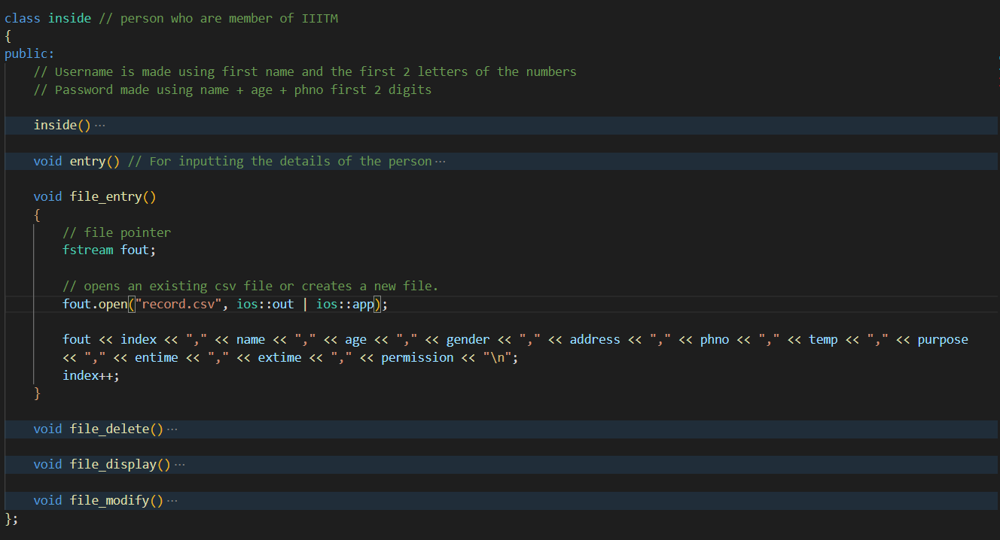 class inside // person who are member of IIITM
{
public:
    // Username is made using first name and the first 2 letters of the numbers
    // Password made using name + age + phno first 2 digits
    inside() ···
    void entry() // For inputting the details of the person ···
    void file_entry()
    {
        // file pointer
        fstream fout;
        // opens an existing csv file or creates a new file.
        fout.open("record.csv", ios::out | ios::app);
        fout << index << "," << name << "," << age << "," << gender << "," << address << "," << phno << "," << temp << "," << purpose
        << "," << entime << "," << extime << "," << permission << "\n";
        index++;
    }
    void file_delete() ···
    void file_display() ···
    void file_modify() ···
};